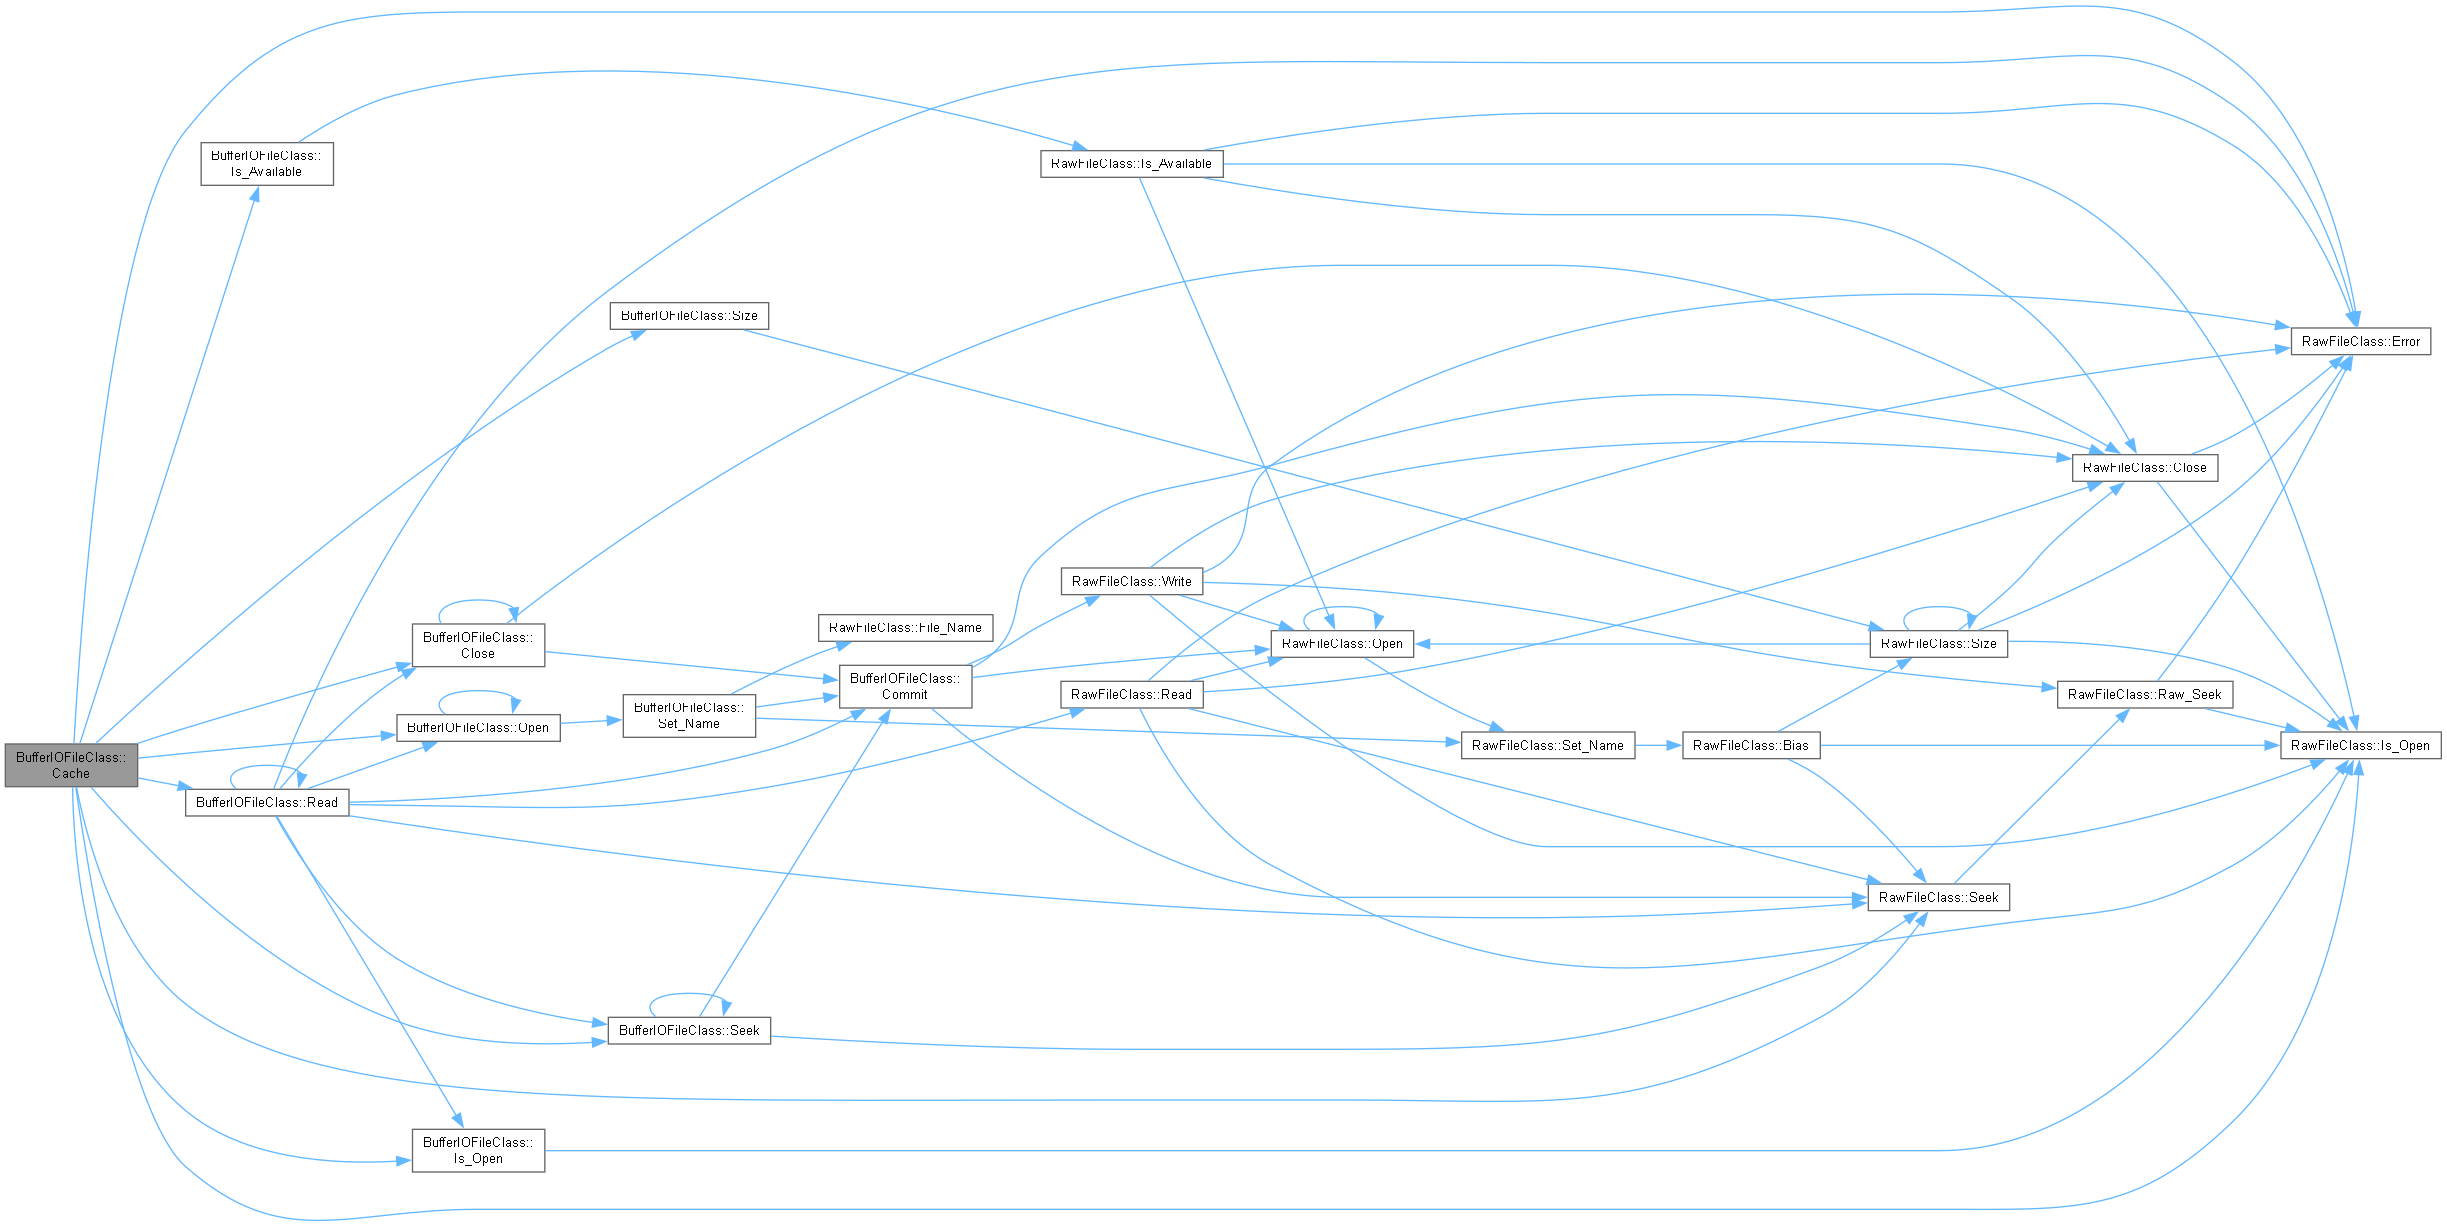 BufferIOFileClass::
Cache
BufferIOFileClass::
Is_Available
BufferIOFileClass::Read
BufferIOFileClass::
Close
BufferIOFileClass::Open
BufferIOFileClass::
Is_Open
BufferIOFileClass::Size
BufferIOFileClass::
Set_Name
BufferIOFileClass::Seek
RawFileClass::File_Name
BufferIOFileClass::
Commit
RawFileClass::Is_Available
RawFileClass::Write
RawFileClass::Read
RawFileClass::Open
RawFileClass::Set_Name
RawFileClass::Bias
RawFileClass::Size
RawFileClass::Seek
RawFileClass::Close
RawFileClass::Raw_Seek
RawFileClass::Error
RawFileClass::Is_Open